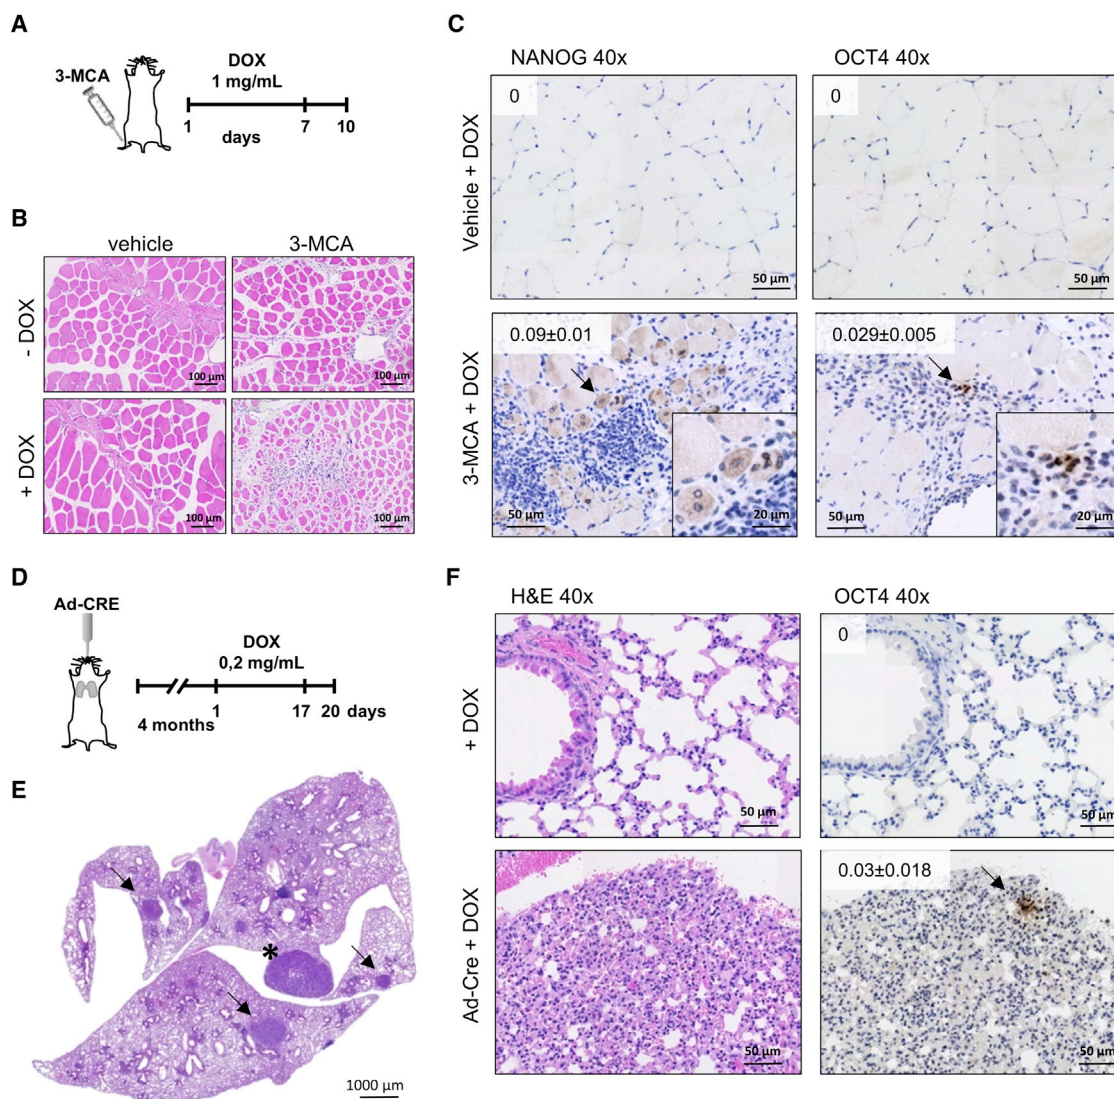 A
3-MCA
DOX
1 mg/mL
1
7
10
days
B
vehicle
3-MCA
- DOX
100 µm
100 µm
+ DOX
100 µm
100 µm
C
NANOG 40x
OCT4 40x
Vehicle + DOX
0
50 µm
0
50 µm
3-MCA + DOX
0.09±0.01
50 µm
20 µm
0.029±0.005
50 µm
20 µm
D
Ad-CRE
DOX
0,2 mg/mL
4 months
1
17
20
days
E
*
1000 µm
F
H&E 40x
OCT4 40x
+ DOX
50 µm
0
50 µm
Ad-Cre + DOX
50 µm
0.03±0.018
50 µm